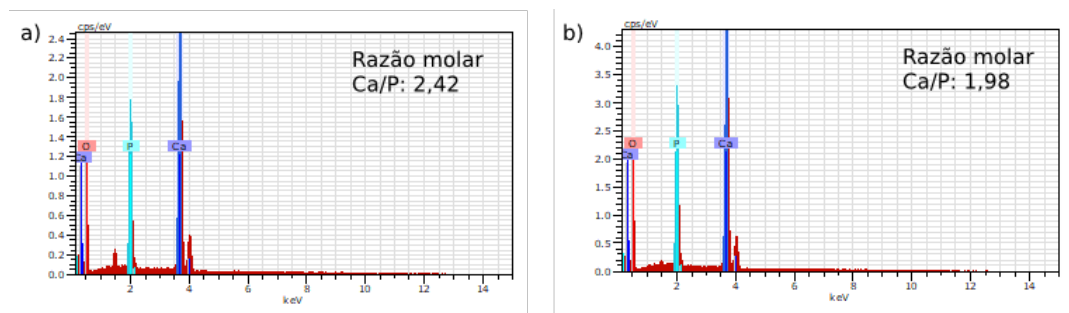 a)
cps/eV
Razão molar
Ca/P: 2,42
2.4
2.2
2.0
1.8
1.6
1.4
1.2
1.0
0.8
0.6
0.4
0.2
0.0
O
Ca
P
Ca
2
4
6
8
10
12
14
keV
b)
cps/eV
Razão molar
Ca/P: 1,98
4.0
3.5
3.0
2.5
2.0
1.5
1.0
0.5
0.0
O
Ca
P
Ca
2
4
6
8
10
12
14
keV